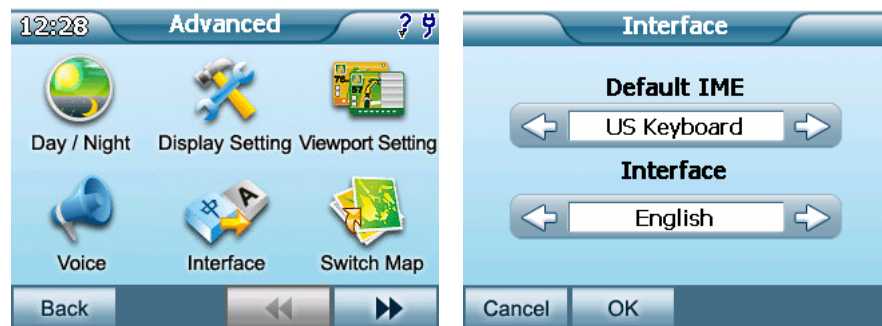 12:28 Advanced ?
Day / Night Display Setting Viewport Setting
Voice Interface Switch Map
Back
Interface
Default IME
US Keyboard
Interface
English
Cancel OK